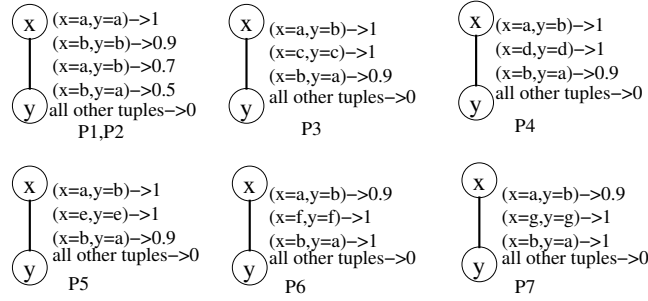 x
(x=a,y=a)−>1
(x=b,y=b)−>0.9
(x=a,y=b)−>0.7
(x=b,y=a)−>0.5
y
all other tuples−>0
P1,P2
x
(x=a,y=b)−>1
(x=c,y=c)−>1
(x=b,y=a)−>0.9
y
all other tuples−>0
P3
x
(x=a,y=b)−>1
(x=d,y=d)−>1
(x=b,y=a)−>0.9
y
all other tuples−>0
P4
x
(x=a,y=b)−>1
(x=e,y=e)−>1
(x=b,y=a)−>0.9
y
all other tuples−>0
P5
x
(x=a,y=b)−>0.9
(x=f,y=f)−>1
(x=b,y=a)−>1
y
all other tuples−>0
P6
x
(x=a,y=b)−>0.9
(x=g,y=g)−>1
(x=b,y=a)−>1
y
all other tuples−>0
P7